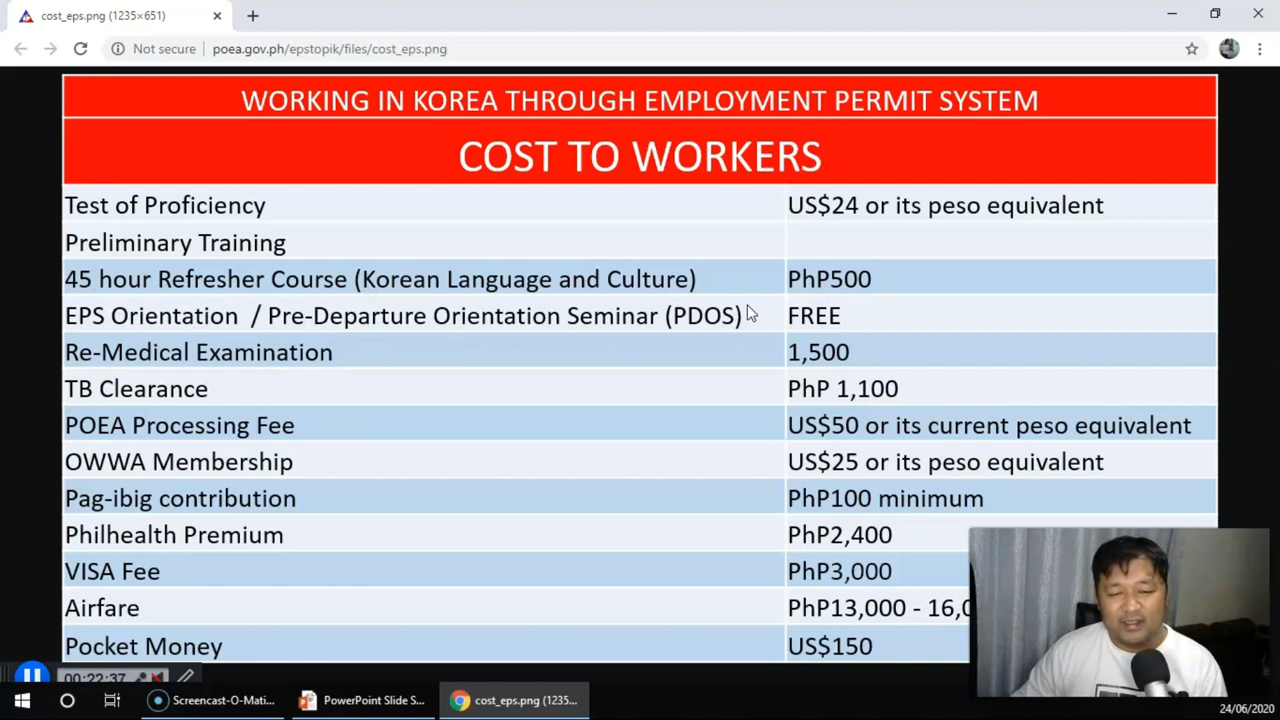 cost_eps.png (1235×651)
Not secure
poea.gov.ph/epstopik/files/cost_eps.png
WORKING IN KOREA THROUGH EMPLOYMENT PERMIT SYSTEM
COST TO WORKERS
Test of Proficiency US$24 or its peso equivalent
Preliminary Training
45 hour Refresher Course (Korean Language and Culture) PhP500
EPS Orientation / Pre-Departure Orientation Seminar (PDOS) FREE
Re-Medical Examination 1,500
TB Clearance PhP 1,100
POEA Processing Fee US$50 or its current peso equivalent
OWWA Membership US$25 or its peso equivalent
Pag-ibig contribution PhP100 minimum
Philhealth Premium PhP2,400
VISA Fee PhP3,000
Airfare PhP13,000 - 16,0
Pocket Money US$150
00:22:37
Screencast-O-Mati...
PowerPoint Slide S...
cost_eps.png (1235...
24/06/2020